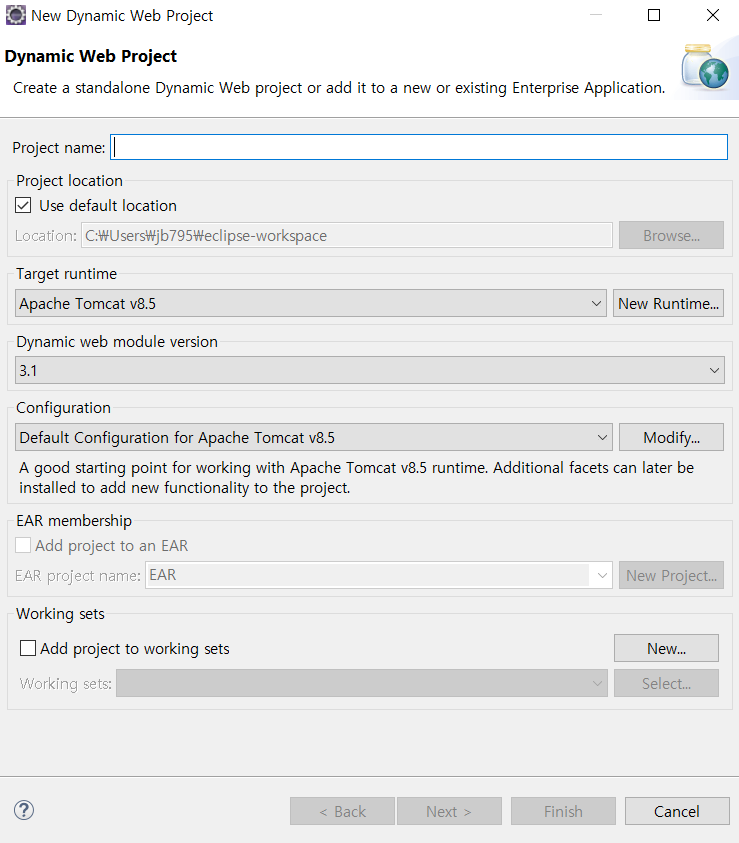 New Dynamic Web Project
Dynamic Web Project
Create a standalone Dynamic Web project or add it to a new or existing Enterprise Application.
Project name:
Project location
Use default location
Location: C:₩Users₩jb795₩eclipse-workspace Browse...
Target runtime
Apache Tomcat v8.5 New Runtime...
Dynamic web module version
3.1
Configuration
Default Configuration for Apache Tomcat v8.5 Modify...
A good starting point for working with Apache Tomcat v8.5 runtime. Additional facets can later be
installed to add new functionality to the project.
EAR membership
Add project to an EAR
EAR project name: EAR New Project...
Working sets
Add project to working sets New...
Working sets: Select...
? < Back Next > Finish Cancel